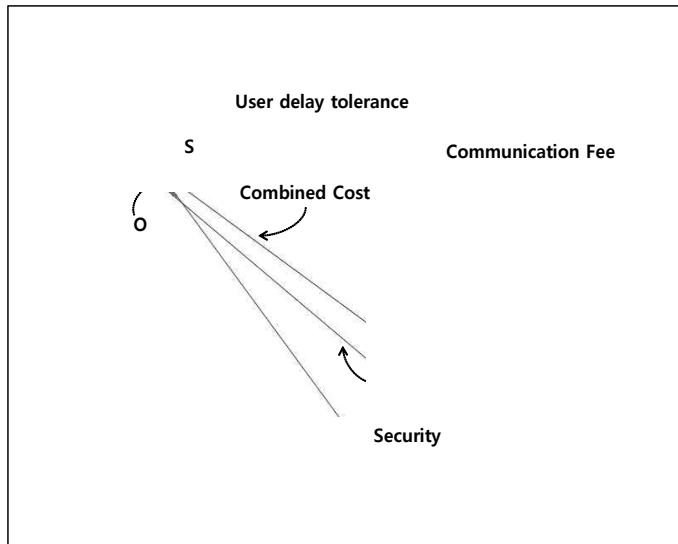 User delay tolerance
S
Communication Fee
Combined Cost
O
Security